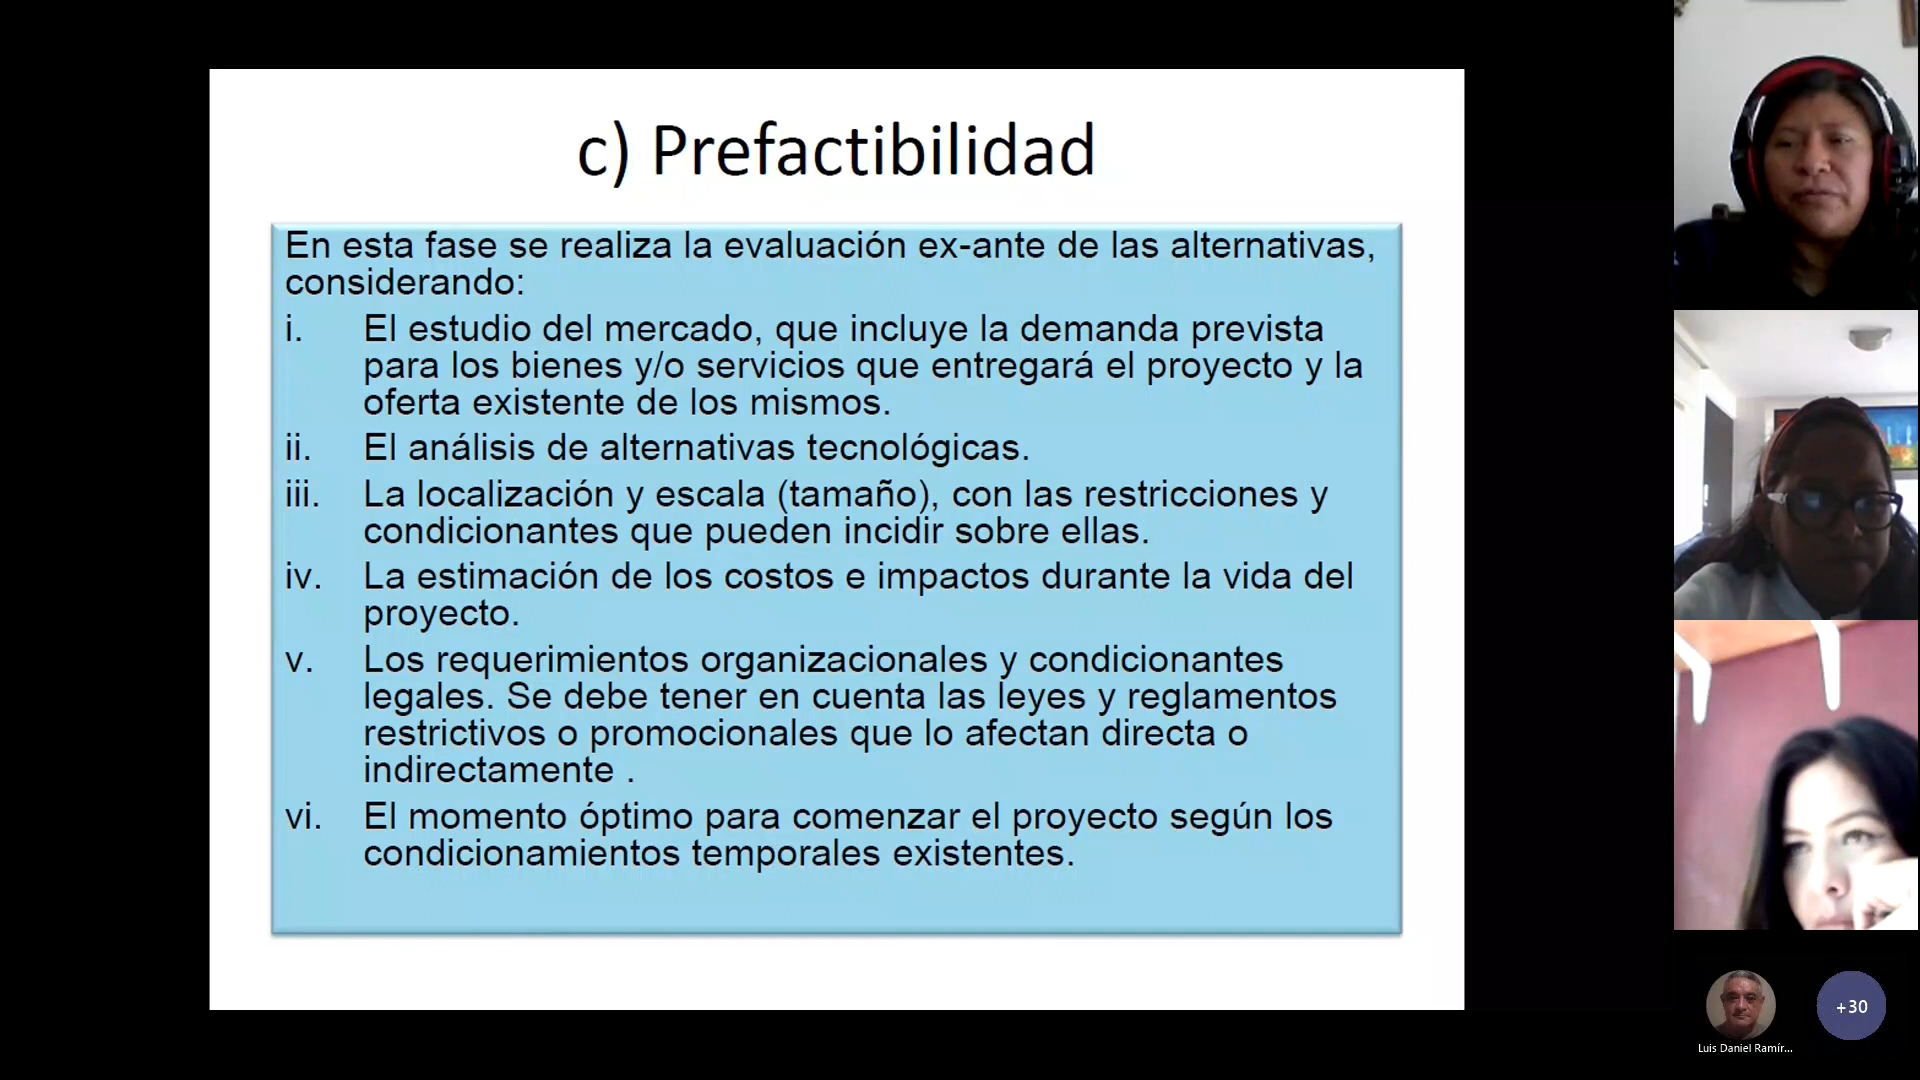 c) Prefactibilidad
En esta fase se realiza la evaluación ex-ante de las alternativas,
considerando:
i. El estudio del mercado, que incluye la demanda prevista
para los bienes y/o servicios que entregará el proyecto y la
oferta existente de los mismos.
ii. El análisis de alternativas tecnológicas.
iii. La localización y escala (tamaño), con las restricciones y
condicionantes que pueden incidir sobre ellas.
iv. La estimación de los costos e impactos durante la vida del
proyecto.
v. Los requerimientos organizacionales y condicionantes
legales. Se debe tener en cuenta las leyes y reglamentos
restrictivos o promocionales que lo afectan directa o
indirectamente .
vi. El momento óptimo para comenzar el proyecto según los
condicionamientos temporales existentes.
+30
Luis Daniel Ramír...